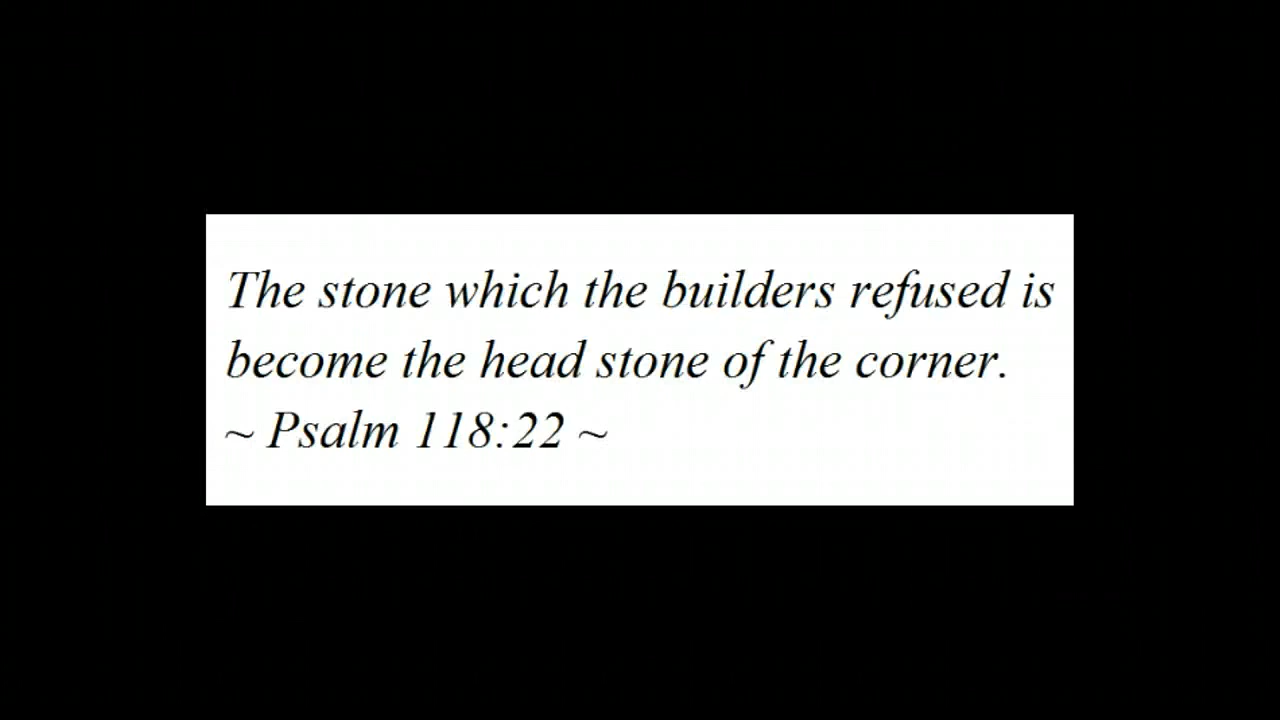 The stone which the builders refused is
become the head stone of the corner.
~ Psalm 118:22 ~